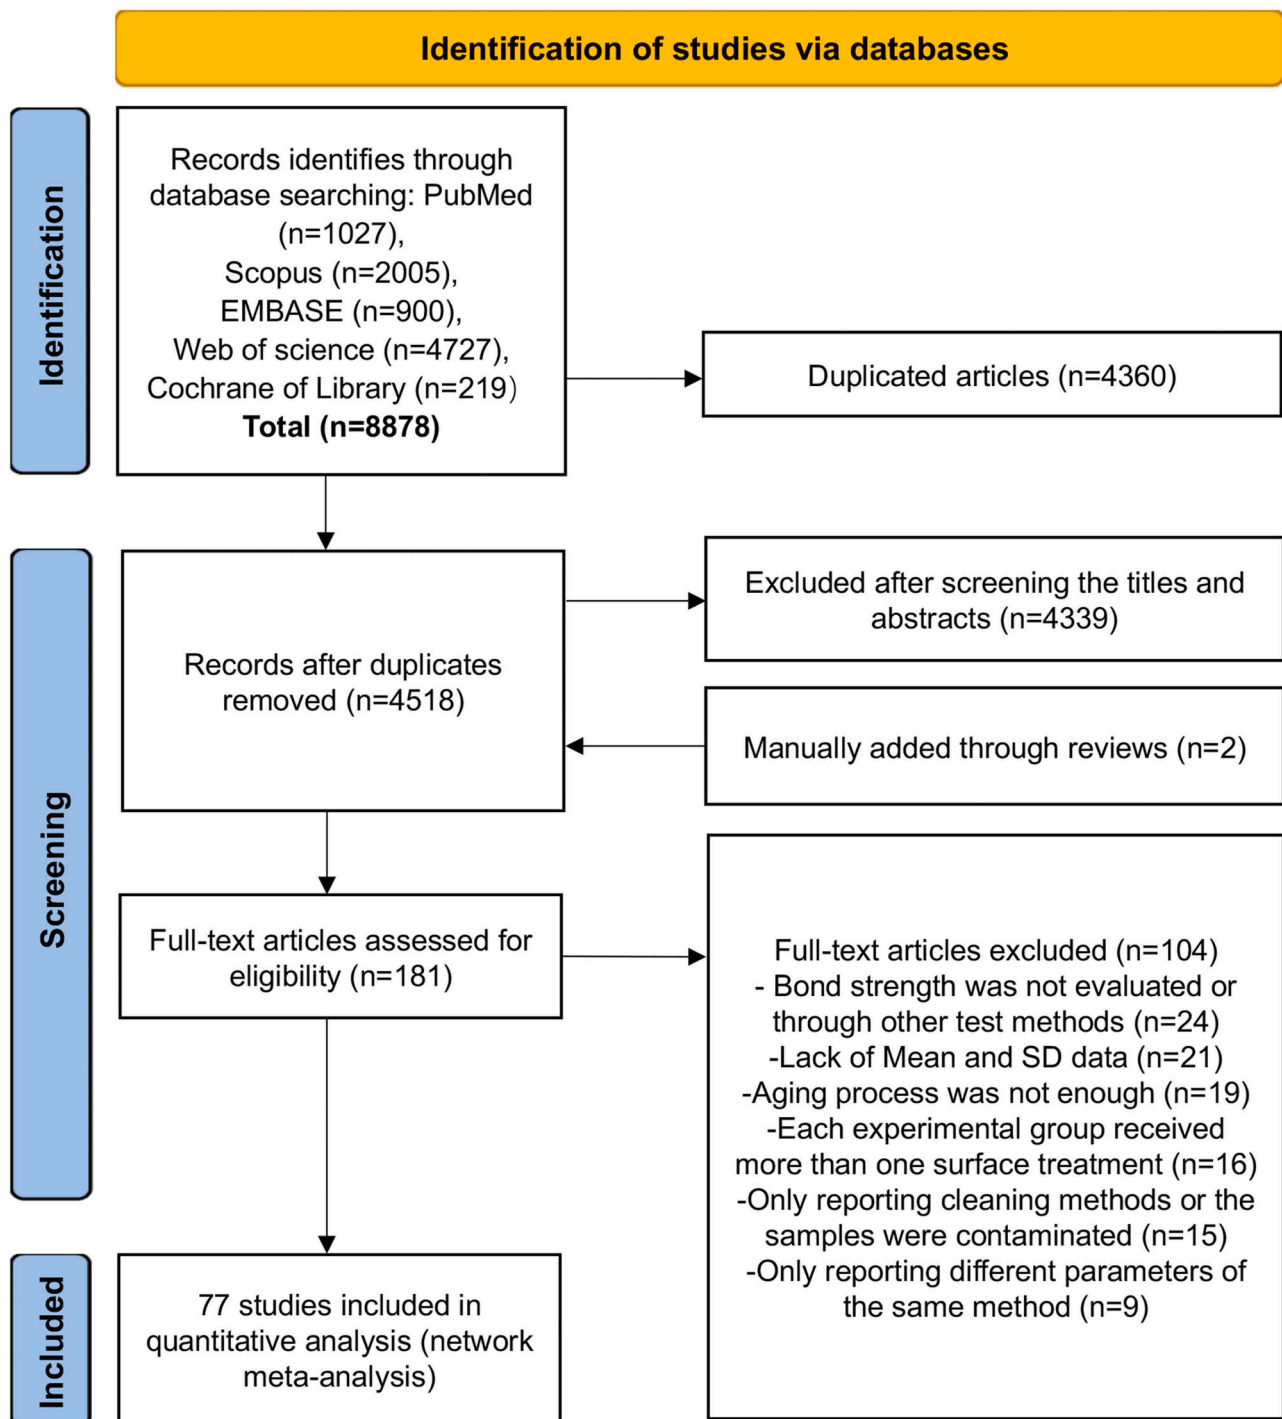 Identification of studies via databases
Identification
Records identifies through
database searching: PubMed
(n=1027),
Scopus (n=2005),
EMBASE (n=900),
Web of science (n=4727),
Cochrane of Library (n=219)
Total (n=8878)
Duplicated articles (n=4360)
Screening
Records after duplicates
removed (n=4518)
Excluded after screening the titles and
abstracts (n=4339)
Manually added through reviews (n=2)
Full-text articles assessed for
eligibility (n=181)
Full-text articles excluded (n=104)
- Bond strength was not evaluated or
through other test methods (n=24)
-Lack of Mean and SD data (n=21)
-Aging process was not enough (n=19)
-Each experimental group received
more than one surface treatment (n=16)
-Only reporting cleaning methods or the
samples were contaminated (n=15)
-Only reporting different parameters of
the same method (n=9)
Included
77 studies included in
quantitative analysis (network
meta-analysis)